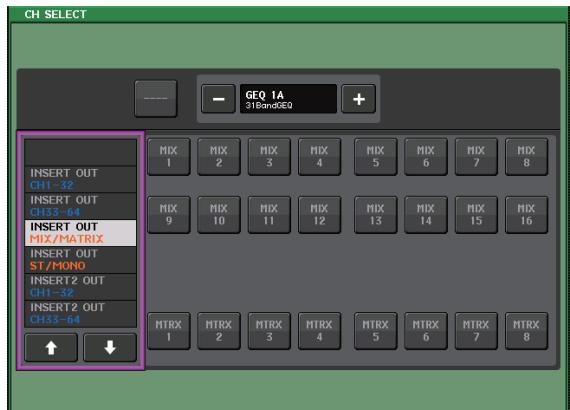 CH SELECT
----
−
GEQ 1A
31BandGEQ
+
INSERT OUT
CH1-32
INSERT OUT
CH33-64
INSERT OUT
MIX/MATRIX
INSERT OUT
ST/MONO
INSERT2 OUT
CH1-32
INSERT2 OUT
CH33-64
MIX 1
MIX 2
MIX 3
MIX 4
MIX 5
MIX 6
MIX 7
MIX 8
MIX 9
MIX 10
MIX 11
MIX 12
MIX 13
MIX 14
MIX 15
MIX 16
MTRX 1
MTRX 2
MTRX 3
MTRX 4
MTRX 5
MTRX 6
MTRX 7
MTRX 8